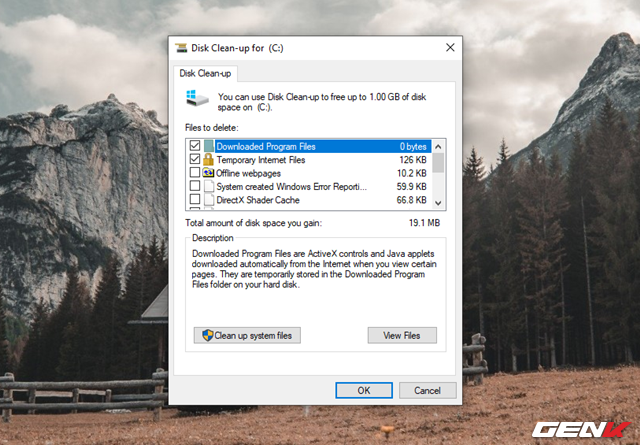 Disk Clean-up for (C:)
Disk Clean-up
You can use Disk Clean-up to free up to 1.00 GB of disk
space on (C:).
Files to delete:
Downloaded Program Files 0 bytes
Temporary Internet Files 126 KB
Offline webpages 10.2 KB
System created Windows Error Reporti... 59.9 KB
DirectX Shader Cache 66.8 KB
Total amount of disk space you gain: 19.1 MB
Description
Downloaded Program Files are ActiveX controls and Java applets
downloaded automatically from the Internet when you view certain
pages. They are temporarily stored in the Downloaded Program
Files folder on your hard disk.
Clean up system files View Files
OK Cancel
GENK